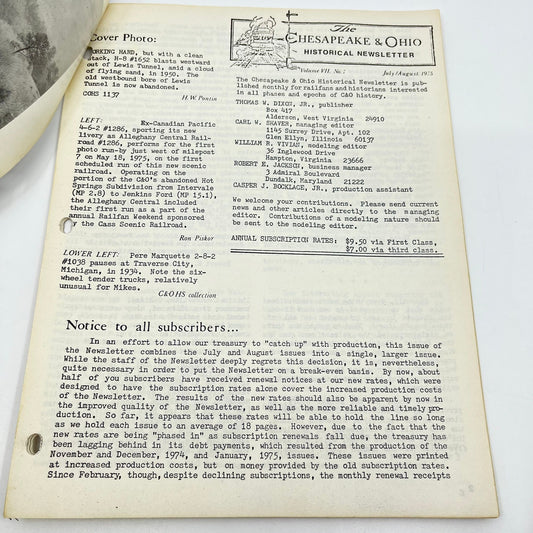 Cover Photo:
WORKING HARD, but with a clean
stack, H-8 #1652 blasts westward
out of Lewis Tunnel, amid a cloud
of flying sand, in 1950. The
old westbound bore of Lewis
Tunnel is now abandoned.
COHS 1137
H.W. Pontin
LEFT: Ex-Canadian Pacific
4-6-2 #1286, sporting its new
livery as Alleghany Central Rail-
road #1286, performs for the first
photo run-by just west of milepost
7 on May 18, 1975, on the first
scheduled run of this new scenic
railroad. Operating on the
portion of the C&O's abandoned Hot
Springs Subdivision from Intervale
(MP 2.8) to Jenkins Ford (MP 15.1),
the Alleghany Central included
their first run as a part of the
annual Railfan Weekend sponsored
by the Cass Scenic Railroad.
Ron Piskor
LOWER LEFT: Pere Marquette 2-8-2
#1038 pauses at Traverse City,
Michigan, in 1934. Note the six-
wheel tender trucks, relatively
unusual for Mikes.
C&OHS collection
The
CHESAPEAKE & OHIO
HISTORICAL NEWSLETTER
Volume VII, No. 7 July/August, 1975
The Chesapeake & Ohio Historical Newsletter is pub-
lished monthly for railfans and historians interested
in all phases and epochs of C&O history.
THOMAS W. DIXON, JR., publisher
Box 417
Alderson, West Virginia 24910
CARL W. SHAVER, managing editor
1145 Surrey Drive, Apt. 102
Glen Ellyn, Illinois 60137
WILLIAM R. VIVIAN, modeling editor
36 Inglewood Drive
Hampton, Virginia 23666
ROBERT E. JACKSON, business manager
3 Admiral Boulevard
Dundalk, Maryland 21222
CASPER J. BOCKLAGE, JR., production assistant
We welcome your contributions. Please send current
news and other articles directly to the managing
editor. Contributions of a modeling nature should
be sent to the modeling editor.
ANNUAL SUBSCRIPTION RATES: $9.50 via First Class,
$7.00 via third class.
Notice to all subscribers...
In an effort to allow our treasury to "catch up" with production, this issue of
the Newsletter combines the July and August issues into a single, larger issue.
While the staff of the Newsletter deeply regrets this decision, it is, nevertheless,
quite necessary in order to put the Newsletter on a break-even basis. By now, about
half of you subscribers have received renewal notices at our new rates, which were
designed to have the subscription rates alone cover the increased production costs
of the Newsletter. The results of the new rates should also be apparent by now in
the improved quality of the Newsletter, as well as the more reliable and timely pro-
duction. So far, it appears that these rates will be able to hold the line so long
as we hold each issue to an average of 18 pages. However, due to the fact that the
new rates are being "phased in" as subscription renewals fall due, the treasury has
been lagging behind in its debt payments, which resulted from the production of the
November and December, 1974, and January, 1975, issues. These issues were printed
at increased production costs, but on money provided by the old subscription rates.
Since February, though, despite declining subscriptions, the monthly renewal receipts